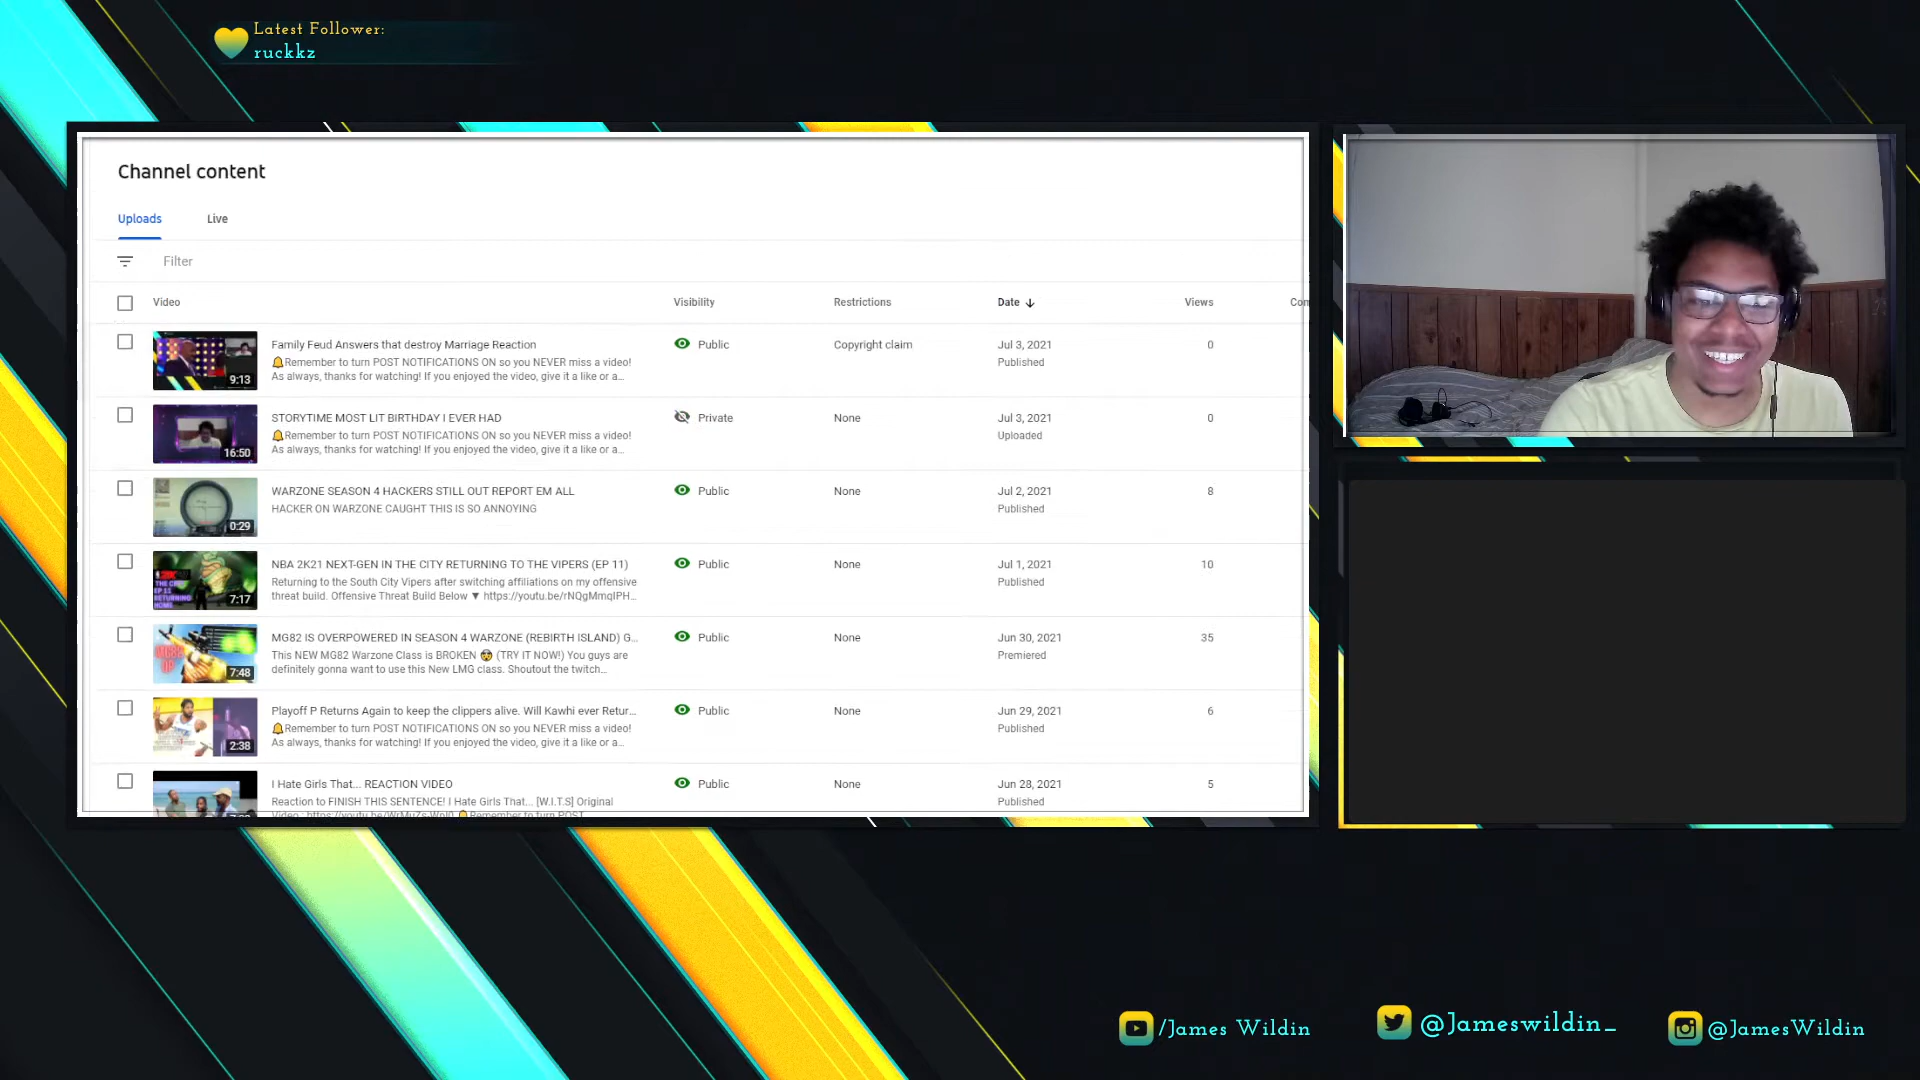 Latest Follower:
ruckkz
Channel content
Uploads Live
Filter
Video Visibility Restrictions Date Views
Family Feud Answers that destroy Marriage Reaction Public Copyright claim Jul 3, 2021 0
🔔Remember to turn POST NOTIFICATIONS ON so you NEVER miss a video! Published
As always, thanks for watching! If you enjoyed the video, give it a like or a...
9:13
STORYTIME MOST LIT BIRTHDAY I EVER HAD Private None Jul 3, 2021 0
🔔Remember to turn POST NOTIFICATIONS ON so you NEVER miss a video! Uploaded
As always, thanks for watching! If you enjoyed the video, give it a like or a...
16:50
WARZONE SEASON 4 HACKERS STILL OUT REPORT EM ALL Public None Jul 2, 2021 8
HACKER ON WARZONE CAUGHT THIS IS SO ANNOYING Published
0:29
NBA 2K21 NEXT-GEN IN THE CITY RETURNING TO THE VIPERS (EP 11) Public None Jul 1, 2021 10
Returning to the South City Vipers after switching affiliations on my offensive Published
threat build. Offensive Threat Build Below ▼ https://youtu.be/rNQgMmqIPH...
7:17
MG82 IS OVERPOWERED IN SEASON 4 WARZONE (REBIRTH ISLAND) G... Public None Jun 30, 2021 35
This NEW MG82 Warzone Class is BROKEN 🤯 (TRY IT NOW!) You guys are Premiered
definitely gonna want to use this New LMG class. Shoutout the twitch...
7:48
Playoff P Returns Again to keep the clippers alive. Will Kawhi ever Retur... Public None Jun 29, 2021 6
🔔Remember to turn POST NOTIFICATIONS ON so you NEVER miss a video! Published
As always, thanks for watching! If you enjoyed the video, give it a like or a...
2:38
I Hate Girls That... REACTION VIDEO Public None Jun 28, 2021 5
Reaction to FINISH THIS SENTENCE! I Hate Girls That... [W.I.T.S] Original Published
/James Wildin @Jameswildin_ @JamesWildin